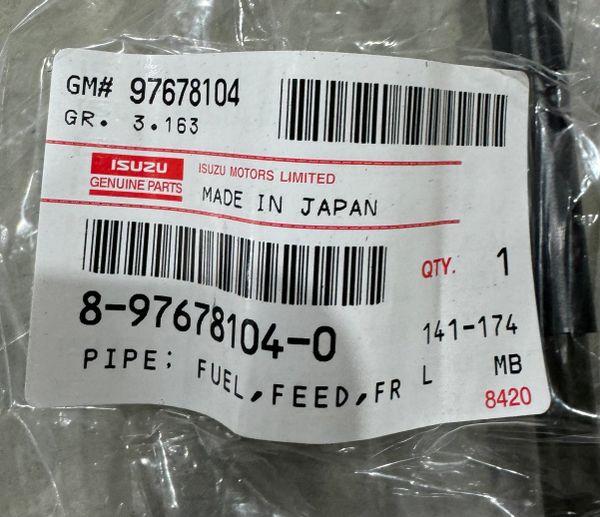 GM# 97678104
GR. 3.163
ISUZU
GENUINE PARTS
ISUZU MOTORS LIMITED
MADE IN JAPAN
QTY. 1
8-97678104-0
141-174
PIPE; FUEL,FEED,FR L MB
8420